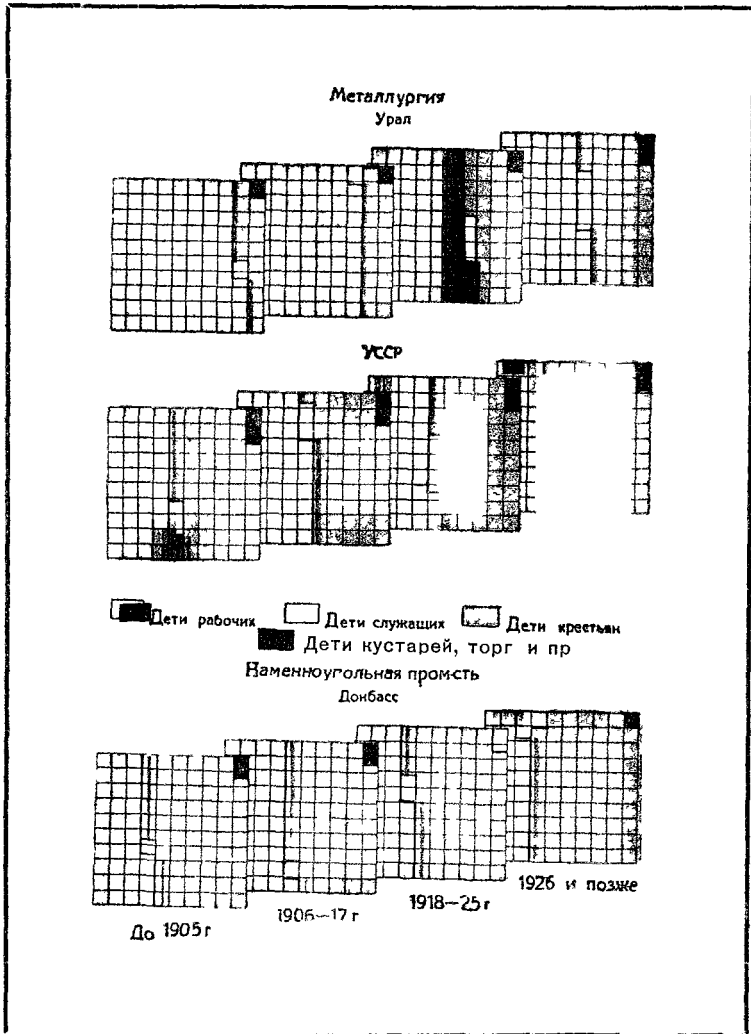 Металлургия
Урал
УССР
Дети рабочих Дети служащих Дети крестьян
Дети кустарей, торг и пр
Каменноугольная пром-сть
Донбасс
До 1905 г 1906—17 г 1918—25 г 1926 и позже